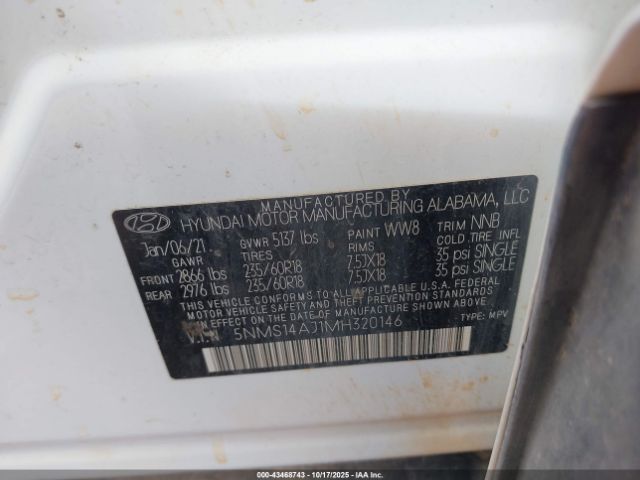 MANUFACTURED BY
HYUNDAI MOTOR MANUFACTURING ALABAMA, LLC
Jan/06/21 GVWR 5137 lbs PAINT WW8 TRIM NNB
GAWR TIRES RIMS COLD TIRE INFL
FRONT 2866 lbs 235/60R18 7.5JX18 35 psi SINGLE
REAR 2976 lbs 235/60R18 7.5JX18 35 psi SINGLE
THIS VEHICLE CONFORMS TO ALL APPLICABLE U.S.A. FEDERAL
MOTOR VEHICLE SAFETY AND THEFT PREVENTION STANDARDS
IN EFFECT ON THE DATE OF MANUFACTURE SHOWN ABOVE.
V.I.N 5NMS14AJ1MH320146 TYPE: MPV
000-43468743 | 10/17/2025 | IAA Inc.